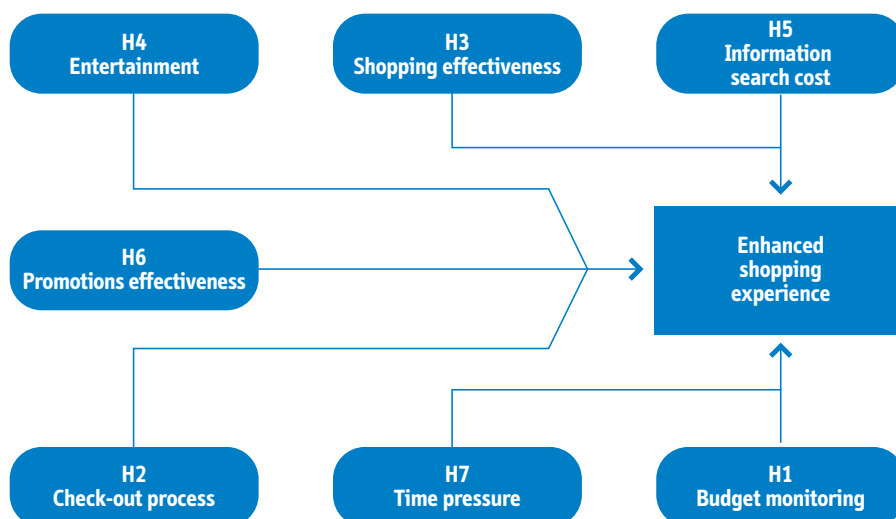 H4
Entertainment
H3
Shopping effectiveness
H5
Information
search cost
H6
Promotions effectiveness
Enhanced
shopping
experience
H2
Check-out process
H7
Time pressure
H1
Budget monitoring